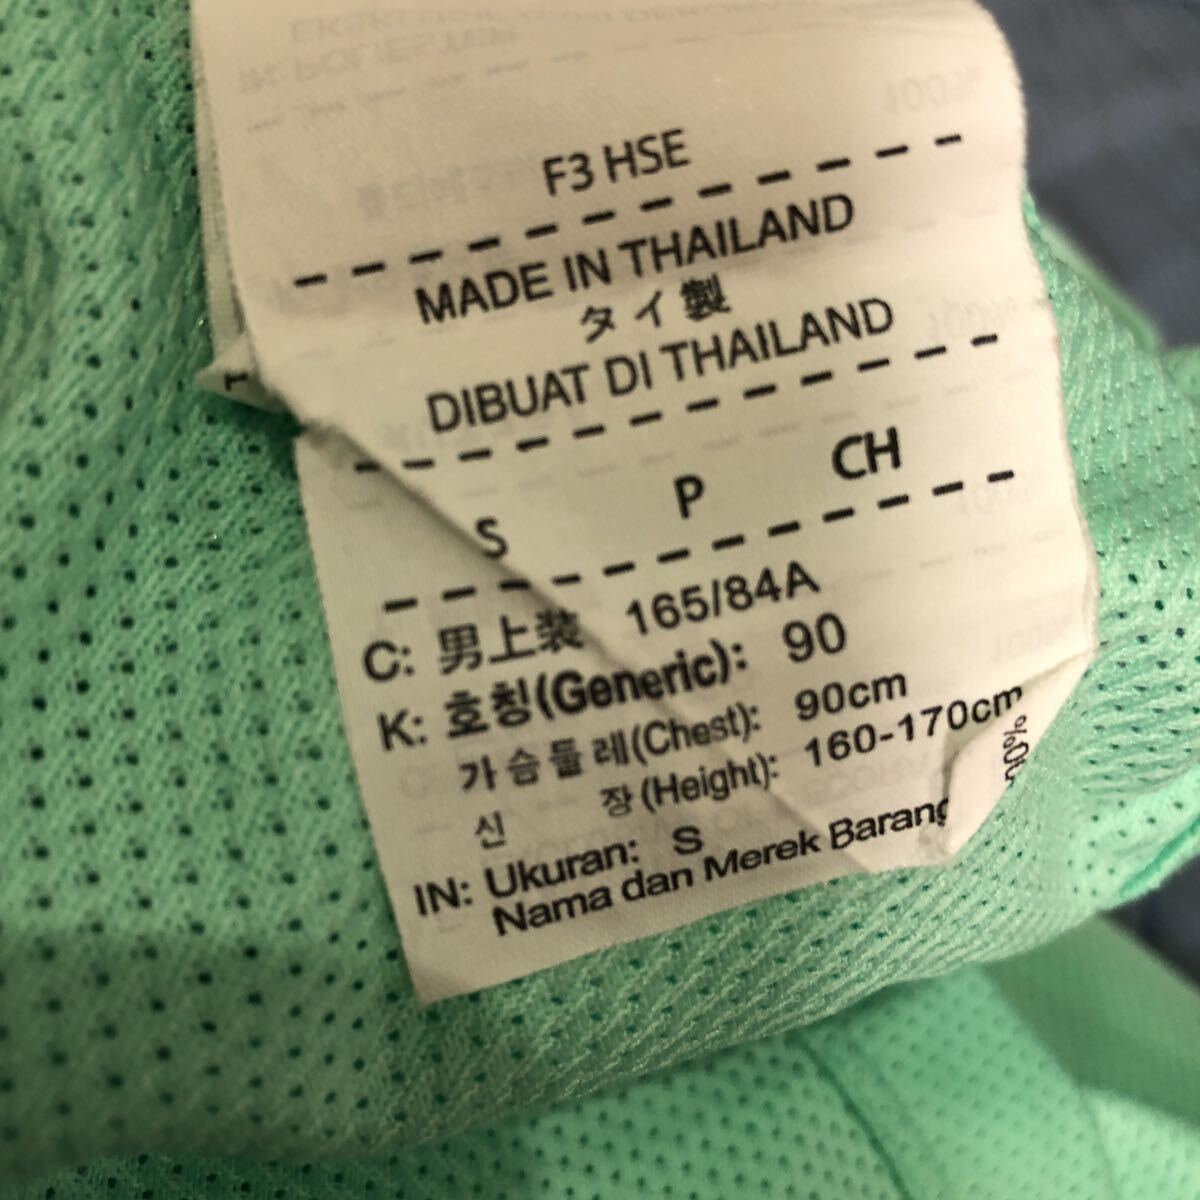 F3 HSE
MADE IN THAILAND
タイ製
DIBUAT DI THAILAND
S P CH
C: 男上装 165/84A
K: 호칭(Generic): 90
가슴둘레(Chest): 90cm
신 장(Height): 160-170cm
IN: Ukuran: S
Nama dan Merek Barang
100%